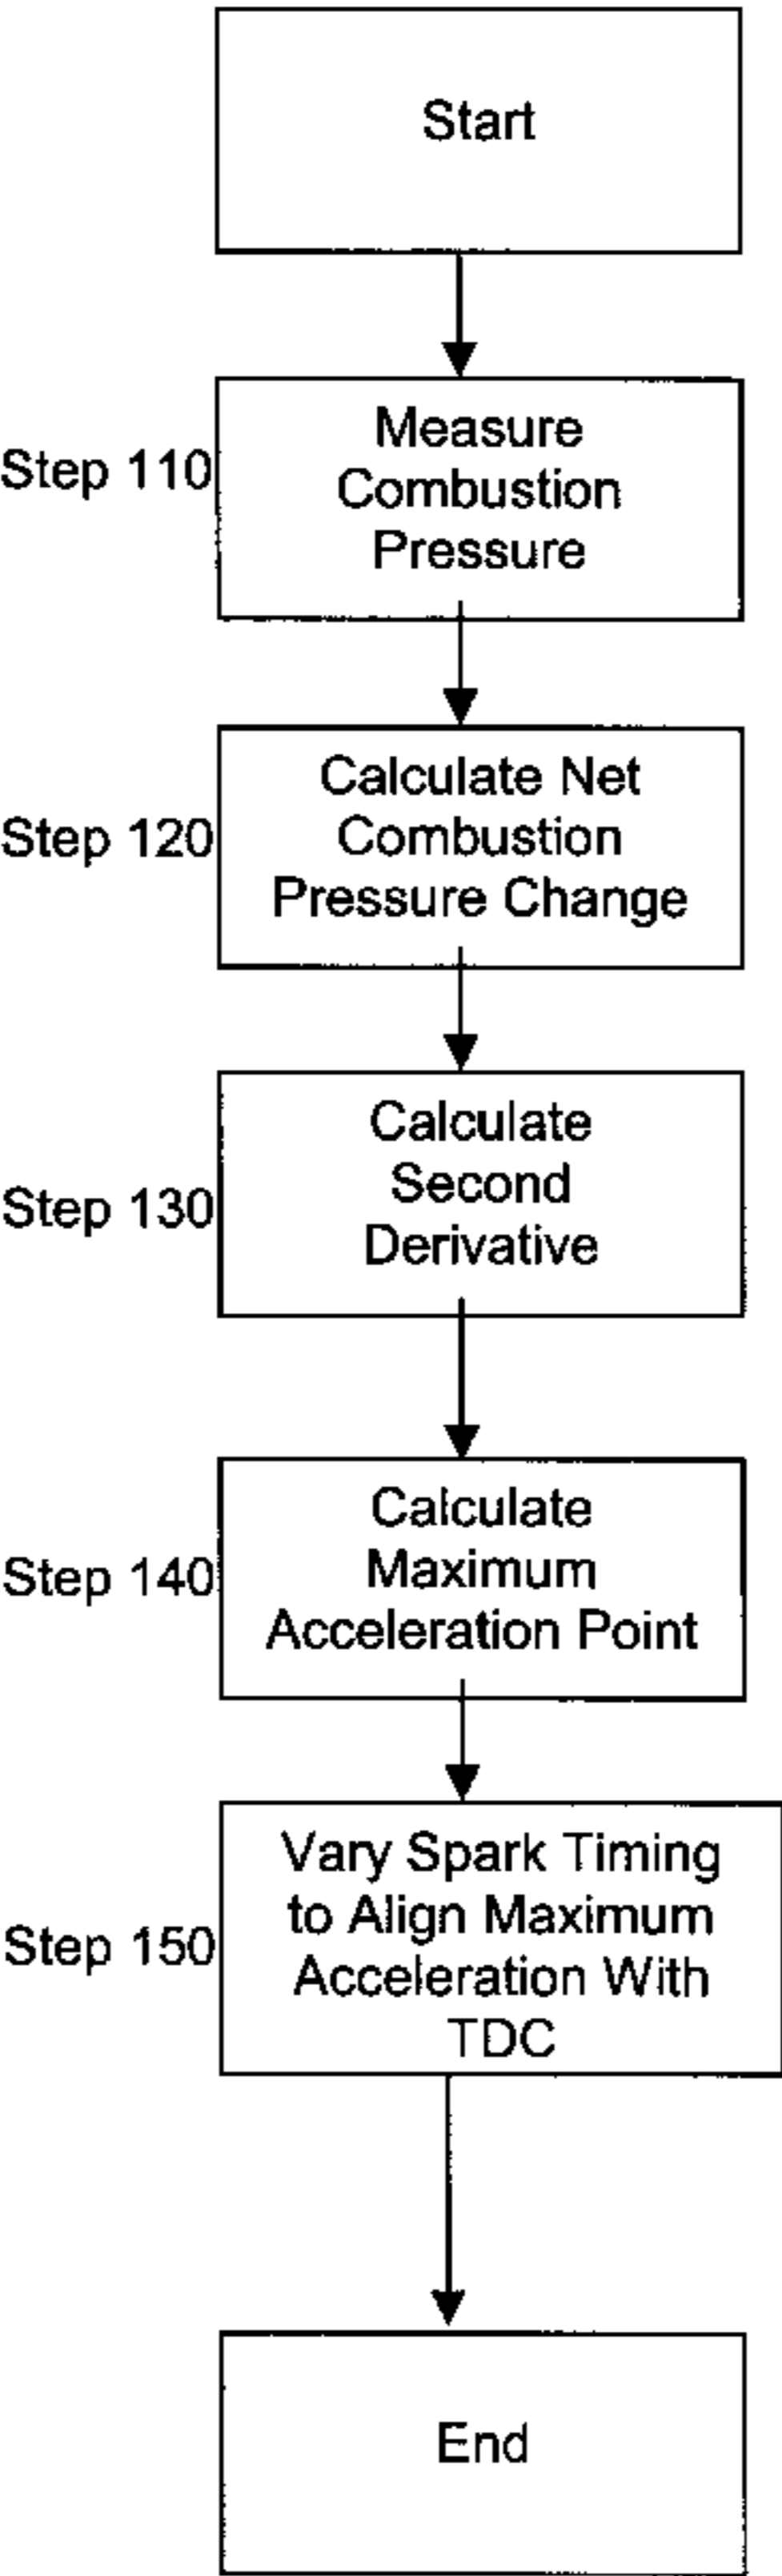 Start
Step 110
Measure
Combustion
Pressure
Step 120
Calculate Net
Combustion
Pressure Change
Step 130
Calculate
Second
Derivative
Step 140
Calculate
Maximum
Acceleration Point
Step 150
Vary Spark Timing
to Align Maximum
Acceleration With
TDC
End